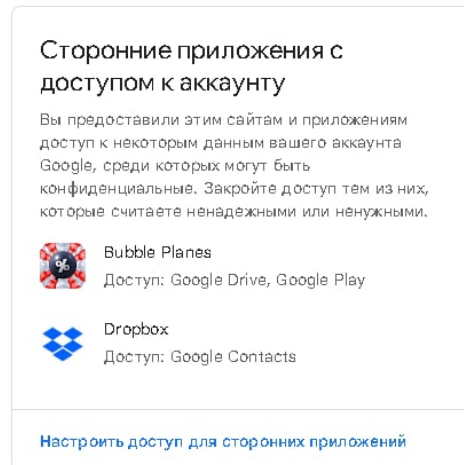 Сторонние приложения с
доступом к аккаунту
Вы предоставили этим сайтам и приложениям
доступ к некоторым данным вашего аккаунта
Google, среди которых могут быть
конфиденциальные. Закройте доступ тем из них,
которые считаете ненадежными или ненужными.
%
Bubble Planes
Доступ: Google Drive, Google Play
Dropbox
Доступ: Google Contacts
Настроить доступ для сторонних приложений